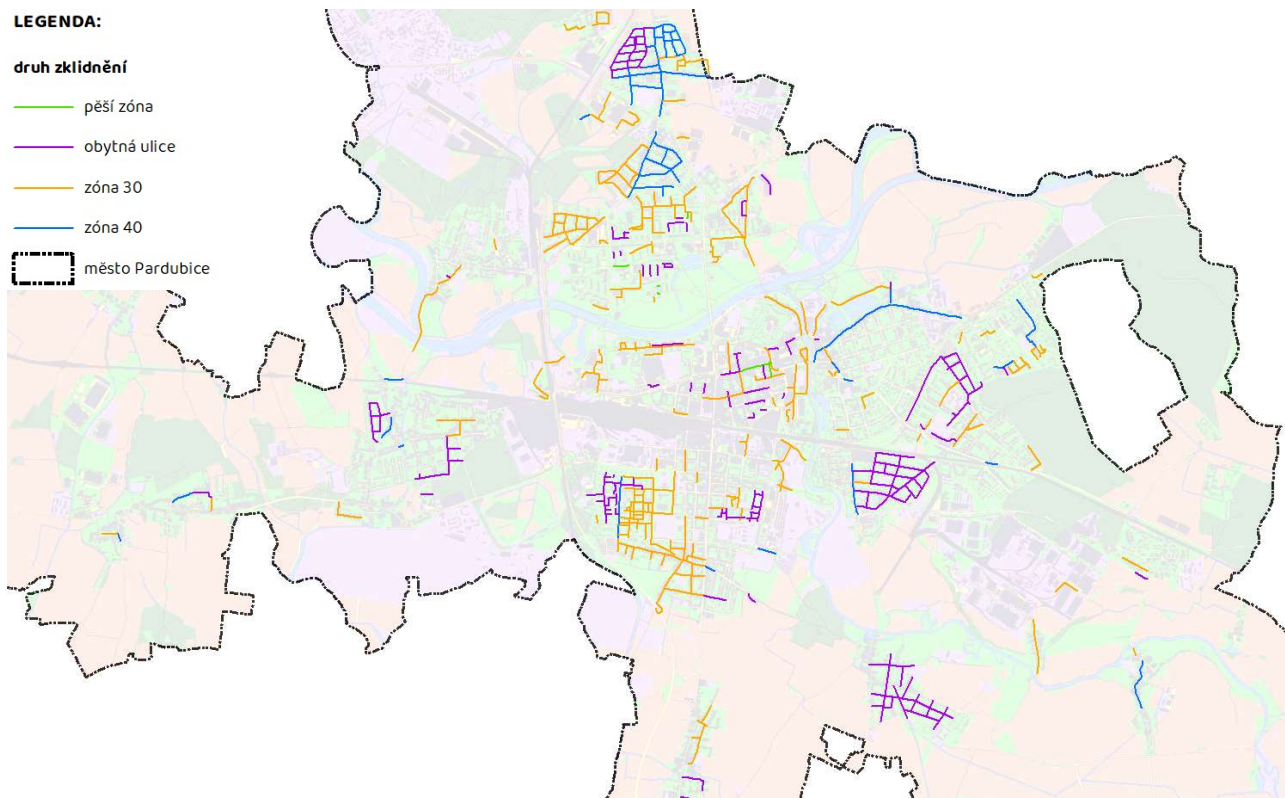 LEGENDA:
druh zklidnění
pěší zóna
obytná ulice
zóna 30
zóna 40
město Pardubice